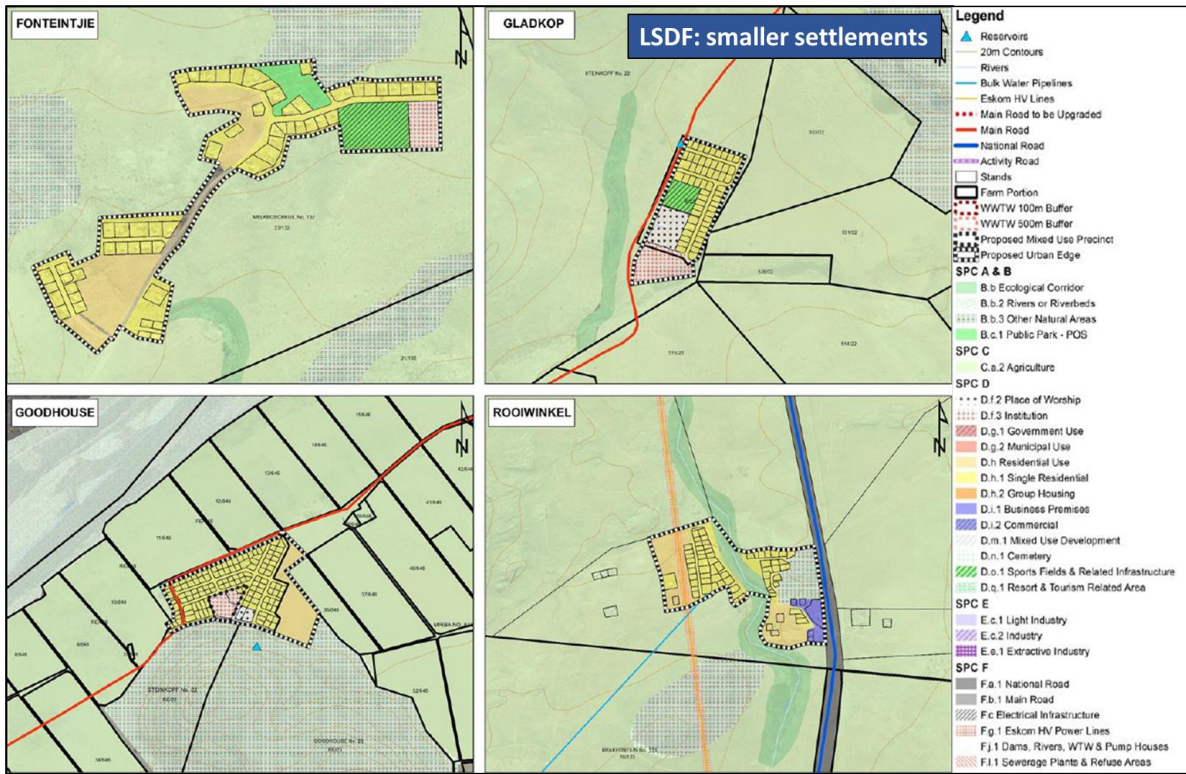 FONTEINTJIE
GLADKOP
LSDF: smaller settlements
STEINKOPF No. 22
GOODHOUSE
ROOIWINKEL
Legend
Reservoirs
20m Contours
Rivers
Bulk Water Pipelines
Eskom HV Lines
Main Road to be Upgraded
Main Road
National Road
Activity Road
Stands
Farm Portion
WWTW 100m Buffer
WWTW 500m Buffer
Proposed Mixed Use Precinct
Proposed Urban Edge
SPC A & B
B.b Ecological Corridor
B.b.2 Rivers or Riverbeds
B.b.3 Other Natural Areas
B.c.1 Public Park - POS
SPC C
C.a.2 Agriculture
SPC D
D.f.2 Place of Worship
D.f.3 Institution
D.g.1 Government Use
D.g.2 Municipal Use
D.h Residential Use
D.h.1 Single Residential
D.h.2 Group Housing
D.i.1 Business Premises
D.i.2 Commercial
D.m.1 Mixed Use Development
D.n.1 Cemetery
D.o.1 Sports Fields & Related Infrastructure
D.q.1 Resort & Tourism Related Area
SPC E
E.c.1 Light Industry
E.c.2 Industry
E.e.1 Extractive Industry
SPC F
F.a.1 National Road
F.b.1 Main Road
F.c Electrical Infrastructure
F.g.1 Eskom HV Power Lines
F.j.1 Dams, Rivers, WTW & Pump Houses
F.l.1 Sewerage Plants & Refuse Areas